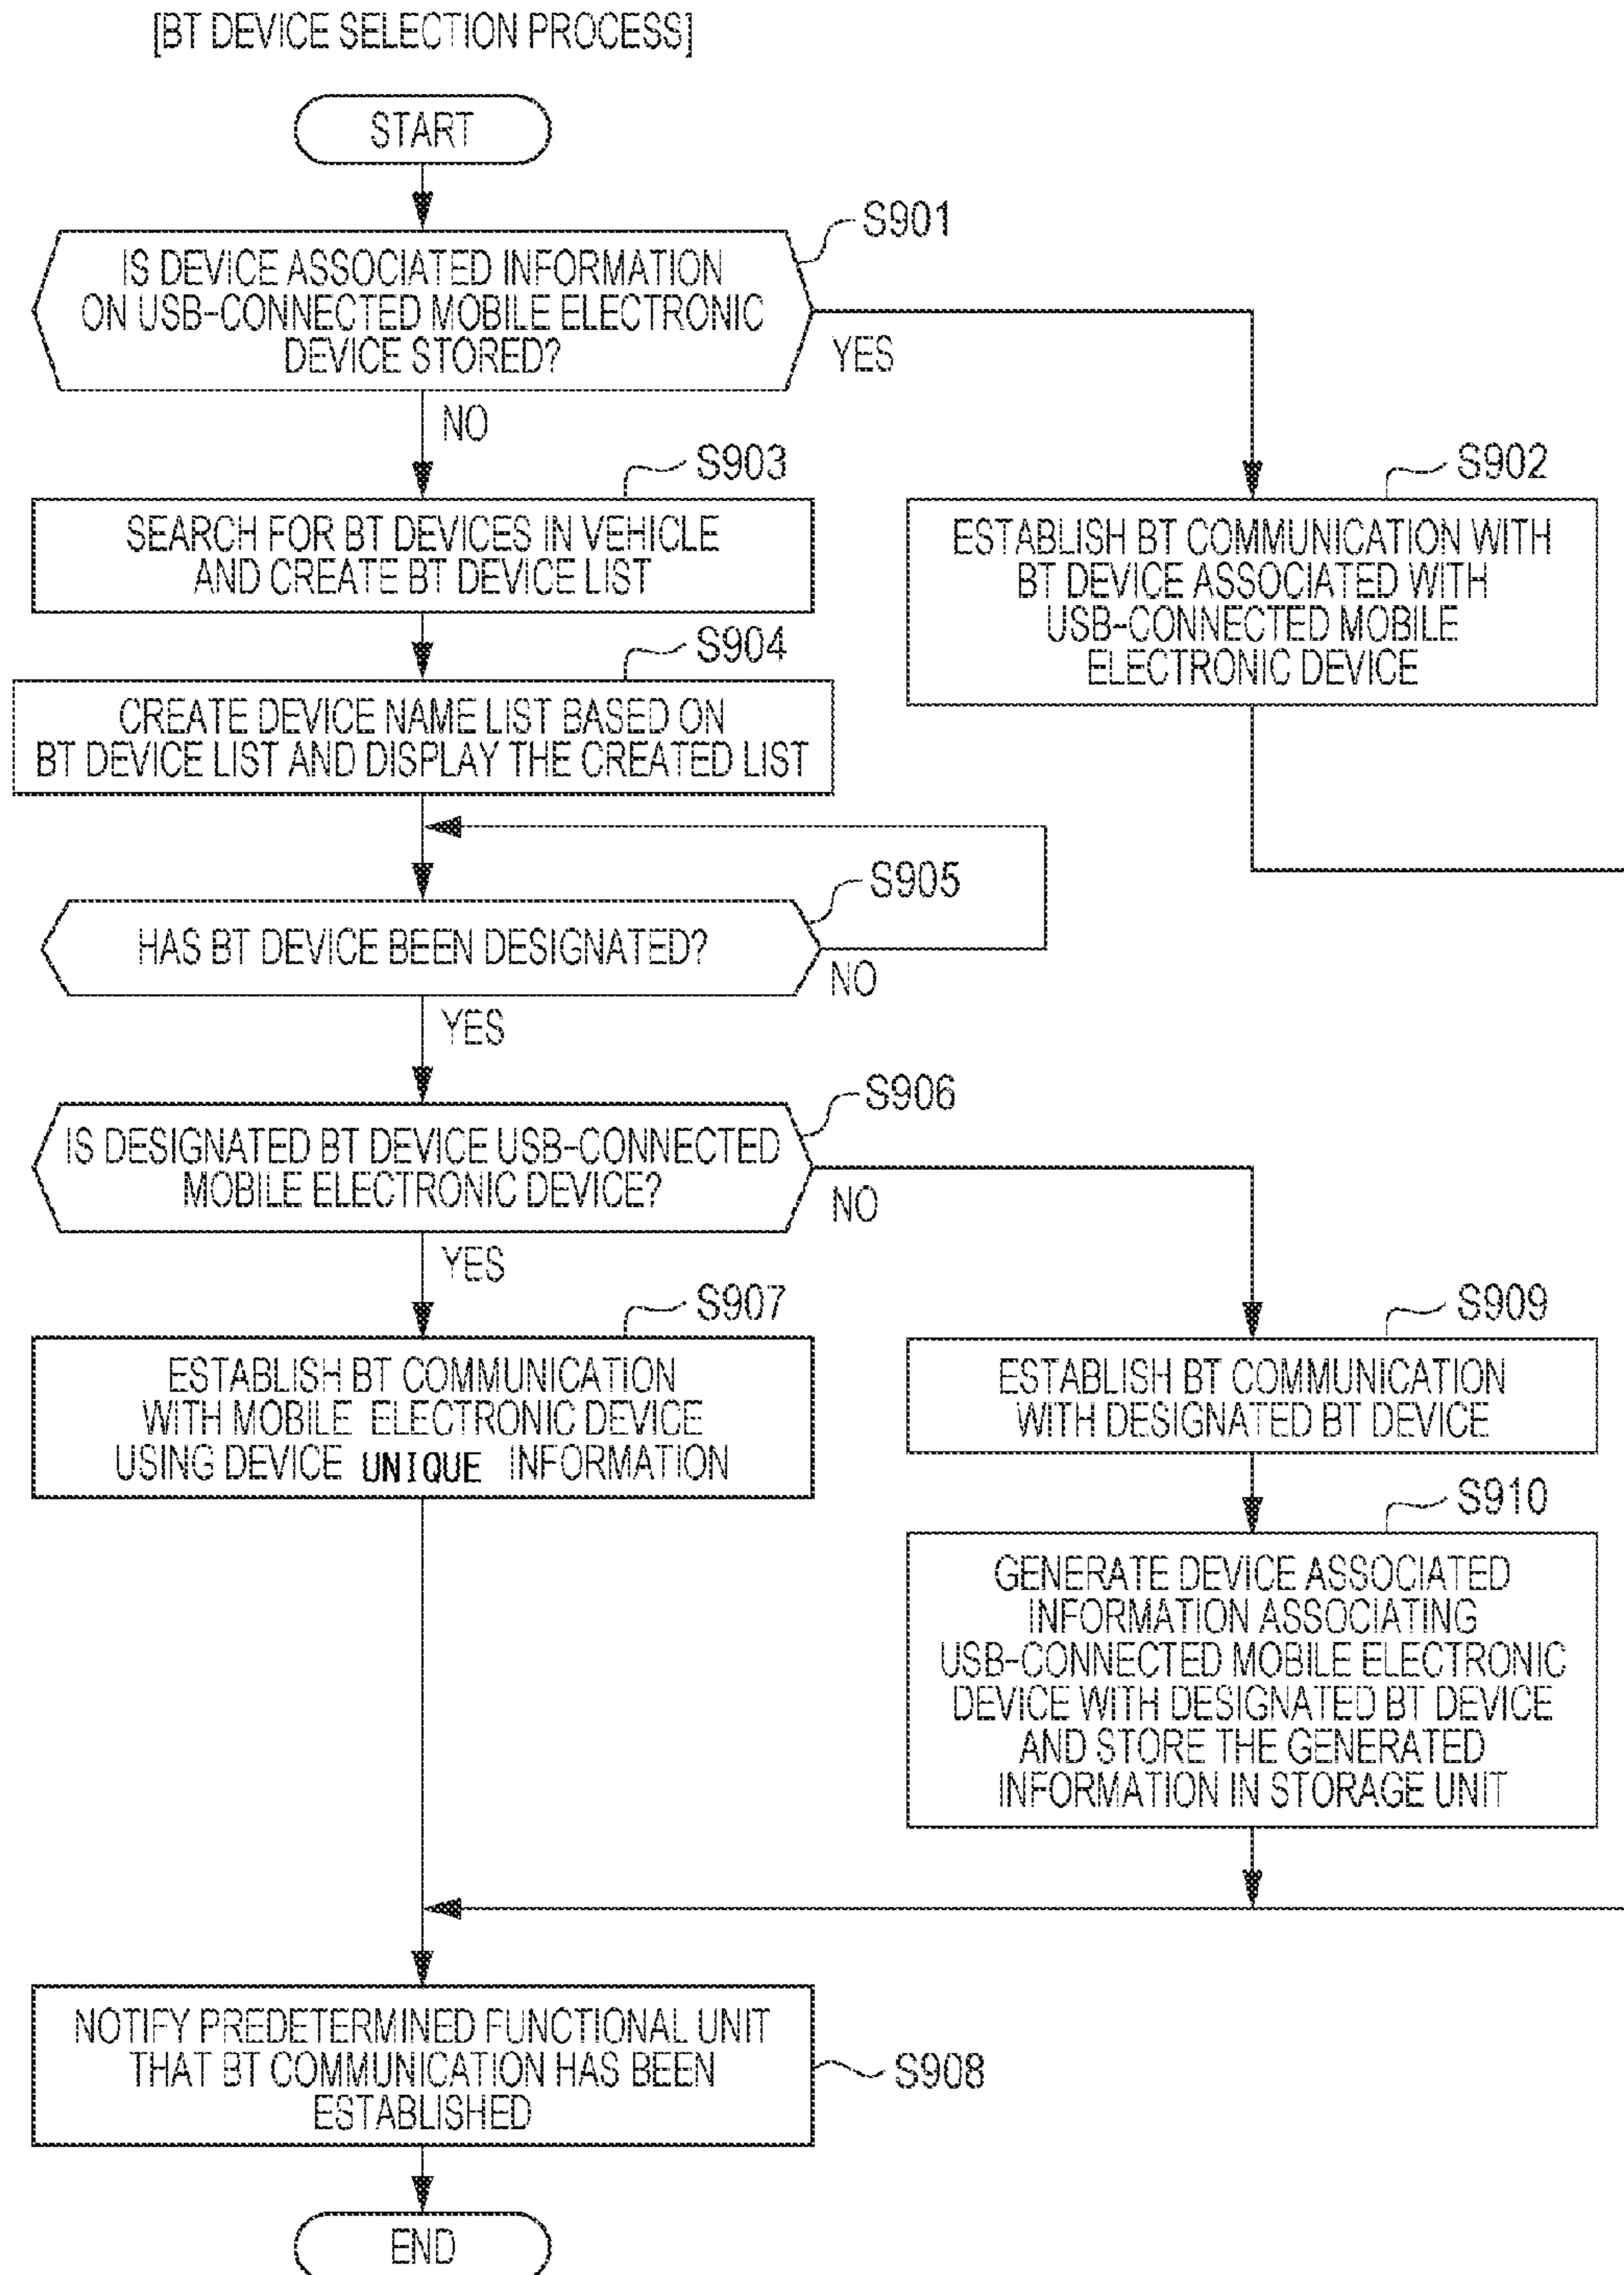 [BT DEVICE SELECTION PROCESS]
START
S901
IS DEVICE ASSOCIATED INFORMATION
ON USB-CONNECTED MOBILE ELECTRONIC
DEVICE STORED?
YES
NO
S903
SEARCH FOR BT DEVICES IN VEHICLE
AND CREATE BT DEVICE LIST
S902
ESTABLISH BT COMMUNICATION WITH
BT DEVICE ASSOCIATED WITH
USB-CONNECTED MOBILE
ELECTRONIC DEVICE
S904
CREATE DEVICE NAME LIST BASED ON
BT DEVICE LIST AND DISPLAY THE CREATED LIST
S905
HAS BT DEVICE BEEN DESIGNATED?
NO
YES
S906
IS DESIGNATED BT DEVICE USB-CONNECTED
MOBILE ELECTRONIC DEVICE?
NO
YES
S907
ESTABLISH BT COMMUNICATION
WITH MOBILE ELECTRONIC DEVICE
USING DEVICE UNIQUE INFORMATION
S909
ESTABLISH BT COMMUNICATION
WITH DESIGNATED BT DEVICE
S910
GENERATE DEVICE ASSOCIATED
INFORMATION ASSOCIATING
USB-CONNECTED MOBILE ELECTRONIC
DEVICE WITH DESIGNATED BT DEVICE
AND STORE THE GENERATED
INFORMATION IN STORAGE UNIT
NOTIFY PREDETERMINED FUNCTIONAL UNIT
THAT BT COMMUNICATION HAS BEEN
ESTABLISHED
S908
END